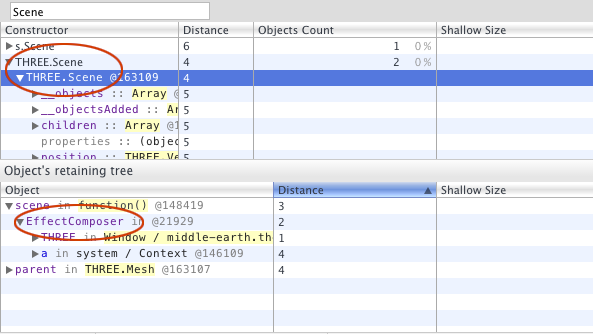 Scene
Constructor Distance Objects Count Shallow Size
s.Scene 6 1 0%
THREE.Scene 4 2 0%
THREE.Scene @163109 4
__objects :: Array 5
__objectsAdded :: Ar 5
children :: Array @1 5
properties :: (objec 5
position :: THREE.Ve 5
Object's retaining tree
Object Distance Shallow Size
scene in function() @148419 3
EffectComposer in @21929 2
THREE in Window / middle-earth.th 1
a in system / Context @146109 4
parent in THREE.Mesh @163107 4